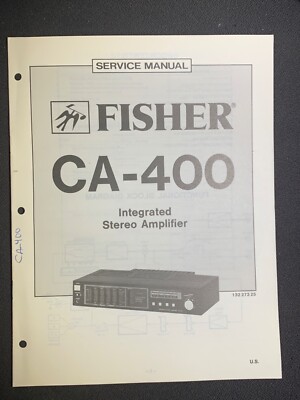 SERVICE MANUAL
FISHER®
CA-400
Integrated
Stereo Amplifier
CA400
U.S.